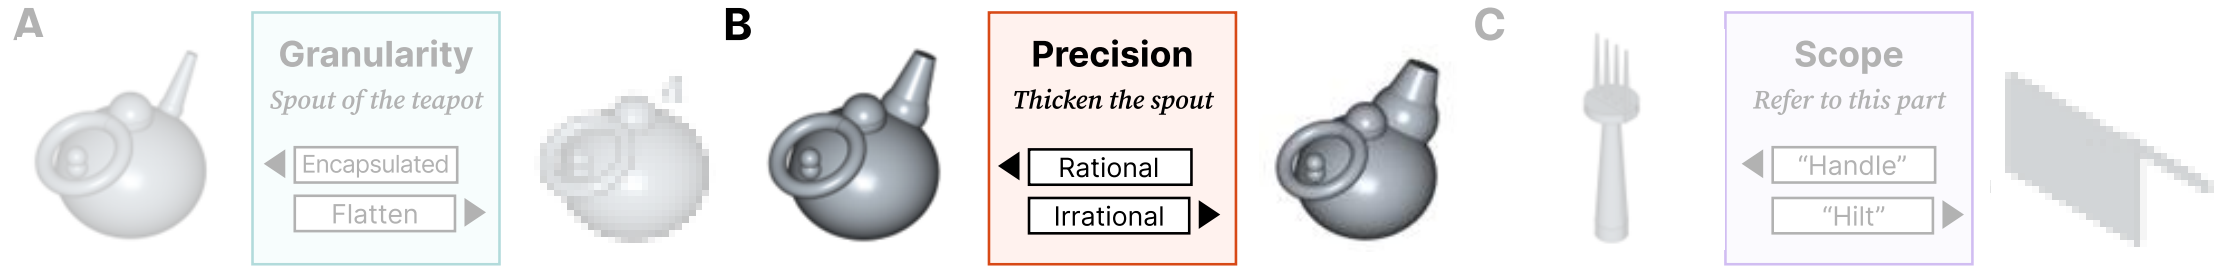 A
Granularity
Spout of the teapot
Encapsulated
Flatten
B
Precision
Thicken the spout
Rational
Irrational
C
Scope
Refer to this part
“Handle”
“Hilt”